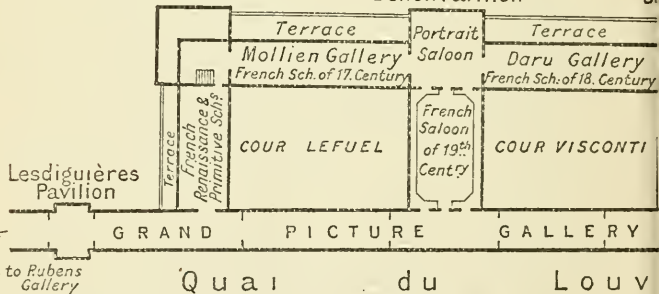 Terrace
Portrait
Saloon
Terrace
Mollien Gallery
French Sch. of 17. Century
Daru Gallery
French Sch. of 18. Century
Terrace
French
Renaissance &
Primitive Schs.
COUR LEFUEL
French
Saloon
of 19th
Centry
COUR VISCONTI
Lesdiguières
Pavilion
GRAND PICTURE GALLERY
to Rubens
Gallery
Quai du Louv